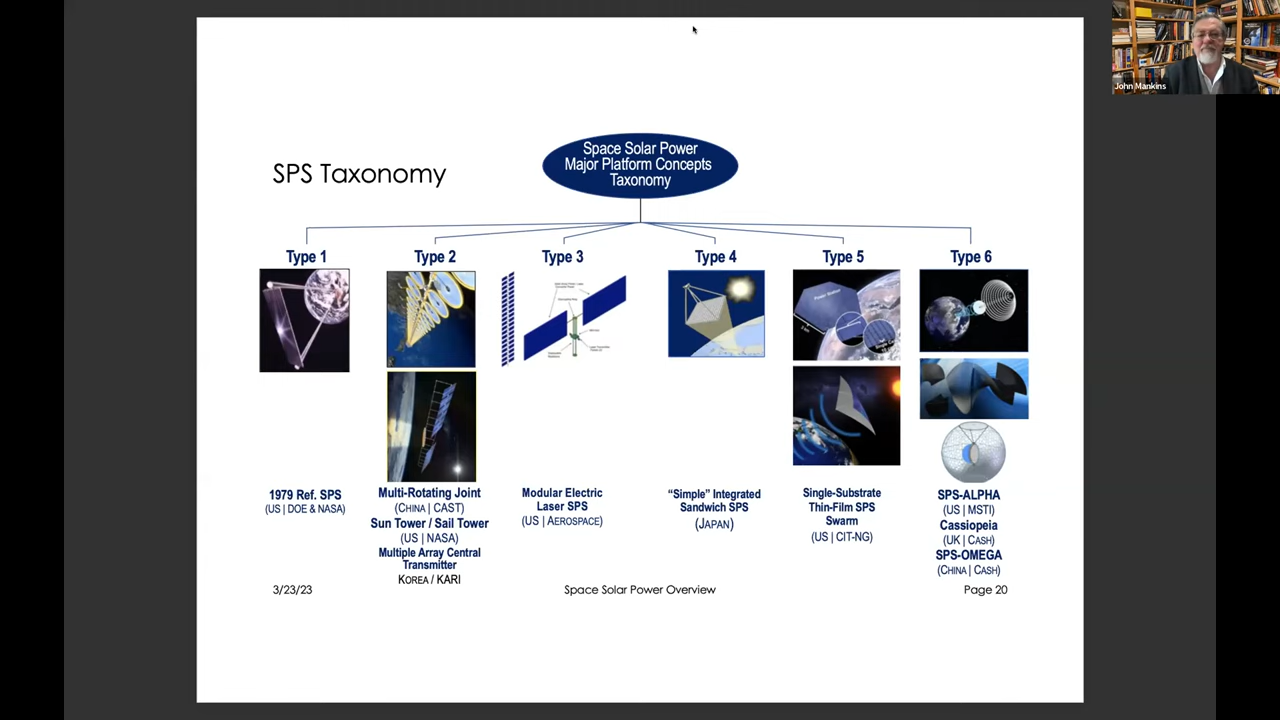 John Mankins
Space Solar Power
Major Platform Concepts
Taxonomy
SPS Taxonomy
Type 1
Type 2
Type 3
Type 4
Type 5
Type 6
Power Station
1979 Ref. SPS
(US | DOE & NASA)
Multi-Rotating Joint
(CHINA | CAST)
Sun Tower / Sail Tower
(US | NASA)
Multiple Array Central
Transmitter
KOREA / KARI
Modular Electric
Laser SPS
(US | AEROSPACE)
“Simple” Integrated
Sandwich SPS
(JAPAN)
Single-Substrate
Thin-Film SPS
Swarm
(US | CIT-NG)
SPS-ALPHA
(US | MSTI)
Cassiopeia
(UK | CASH)
SPS-OMEGA
(CHINA | CASH)
3/23/23
Space Solar Power Overview
Page 20